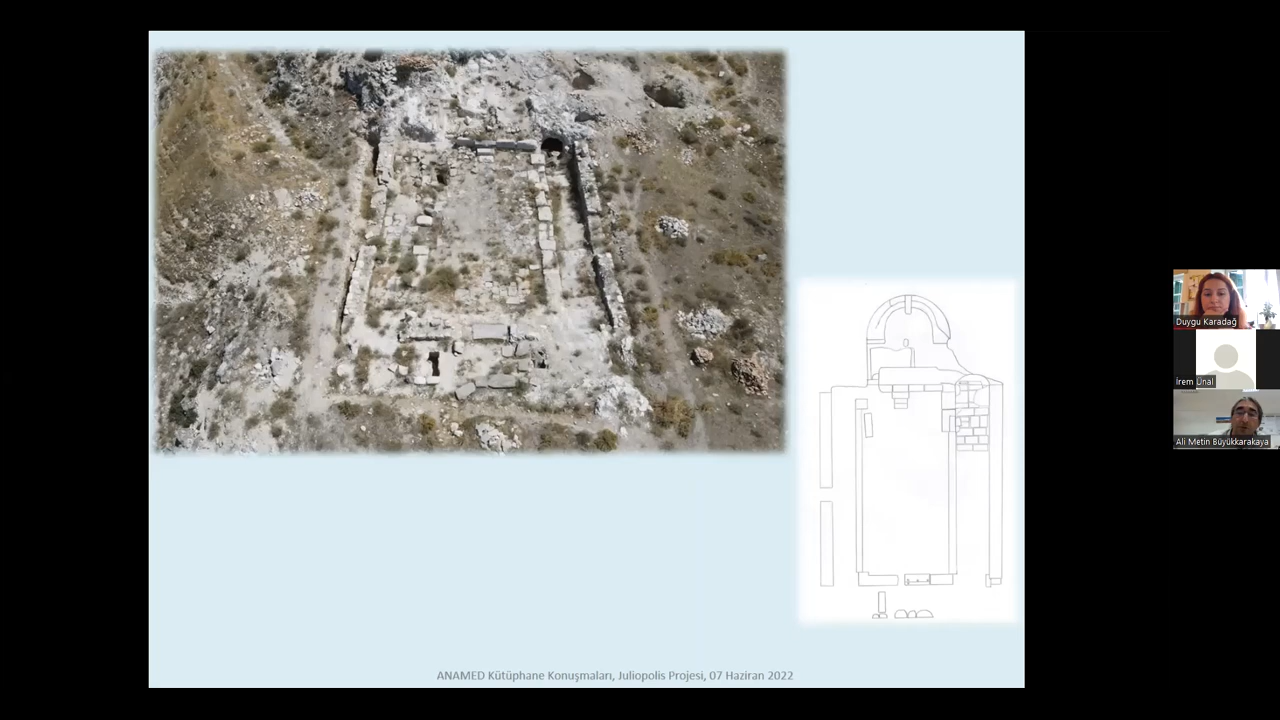 Duygu Karadağ
İrem Ünal
Ali Metin Büyükkarakaya
ANAMED Kütüphane Konuşmaları, Juliopolis Projesi, 07 Haziran 2022